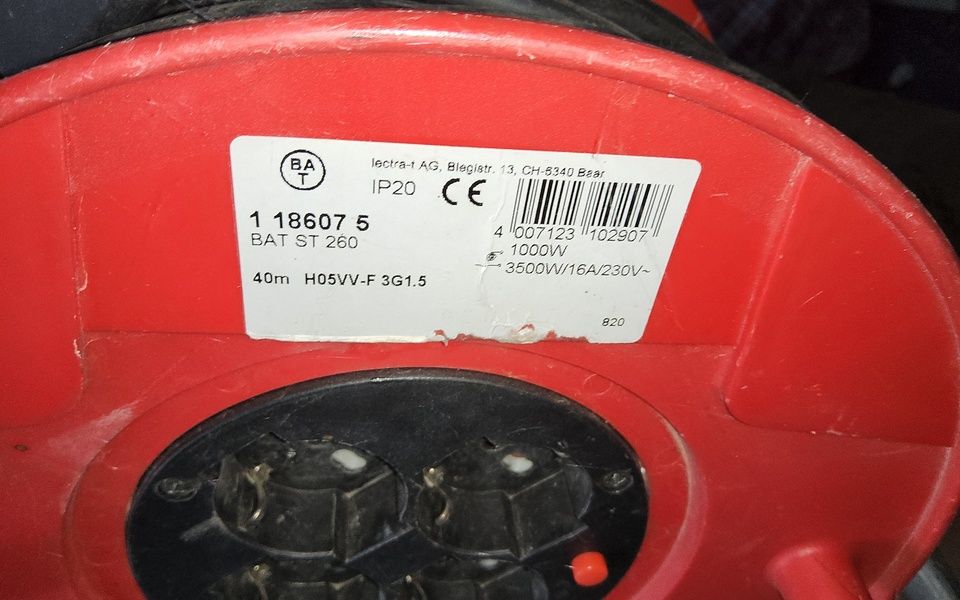 BA
T
lectra-t AG, Blegistr. 13, CH-6340 Baar
IP20 CE
4 007123 102907
1 18607 5
BAT ST 260
1000W
3500W/16A/230V~
40m H05VV-F 3G1.5
820